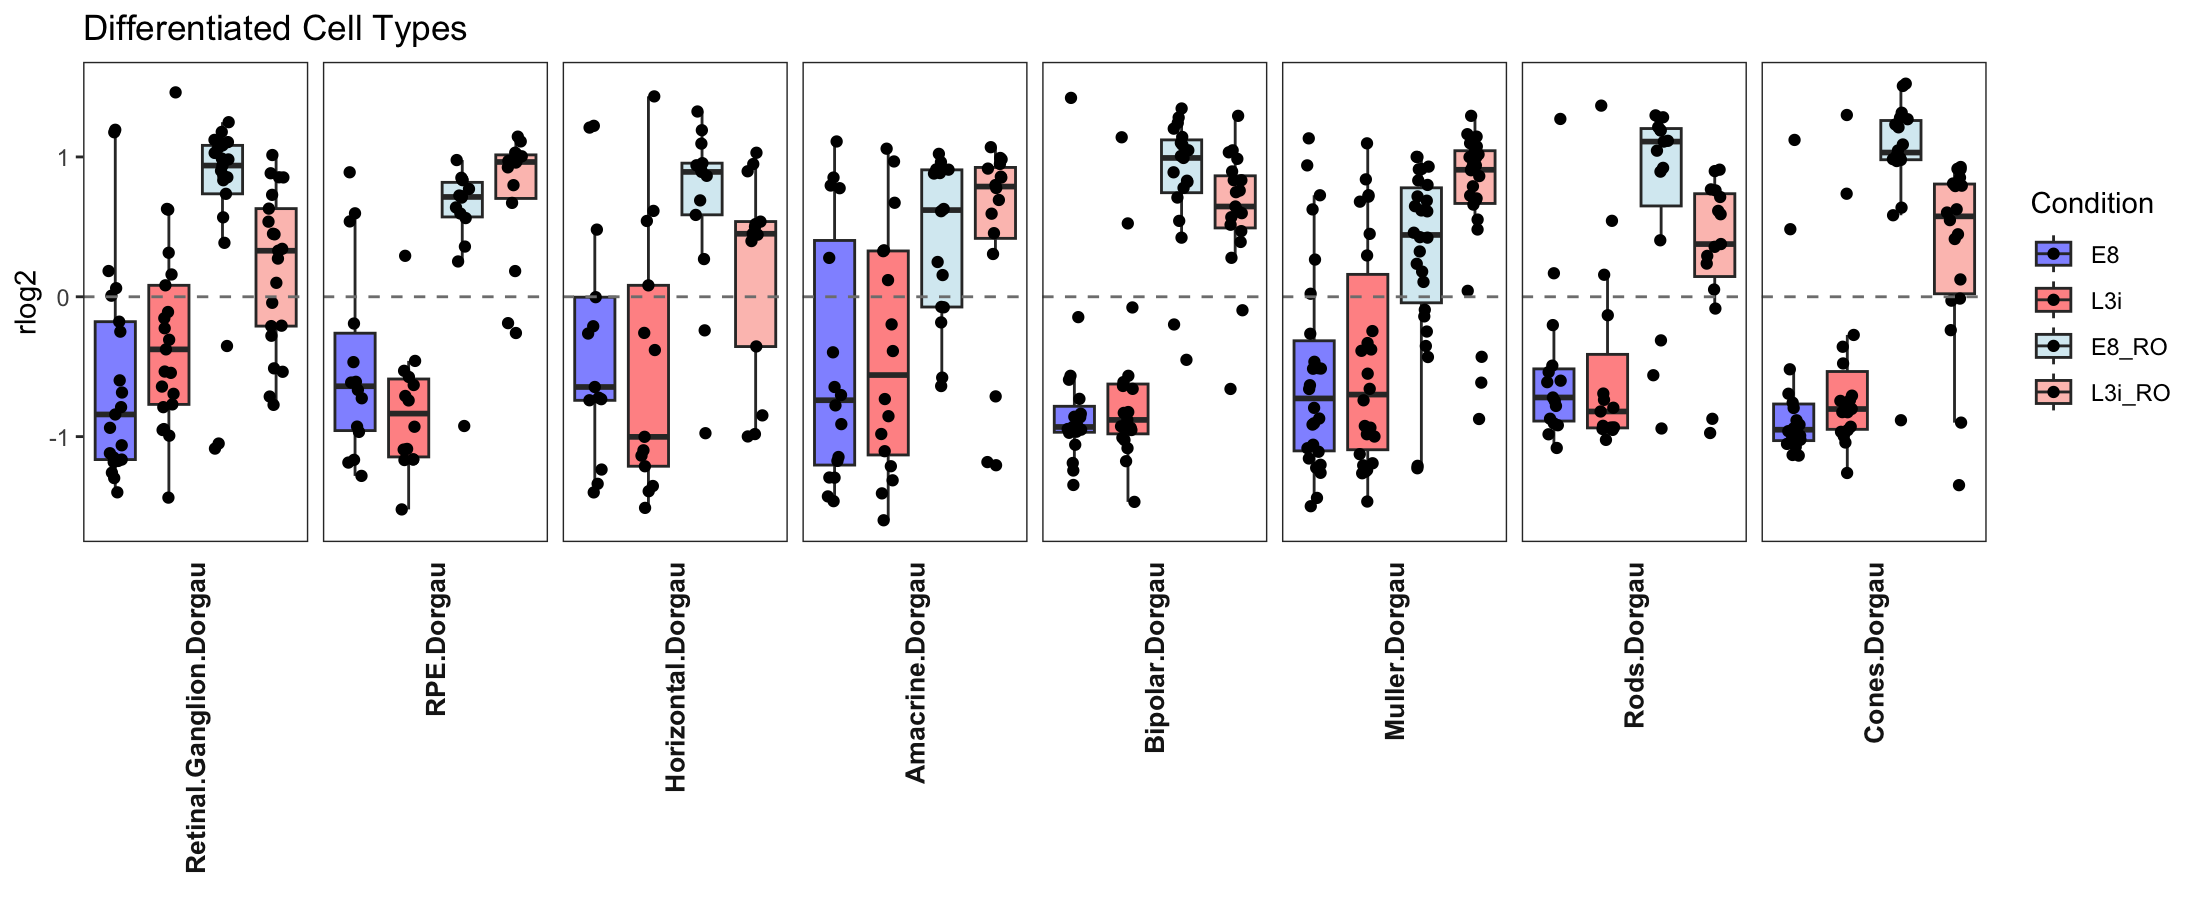 Differentiated Cell Types
rlog2
1
0
-1
Retinal.Ganglion.Dorgau
RPE.Dorgau
Horizontal.Dorgau
Amacrine.Dorgau
Bipolar.Dorgau
Muller.Dorgau
Rods.Dorgau
Cones.Dorgau
Condition
E8
L3i
E8_RO
L3i_RO